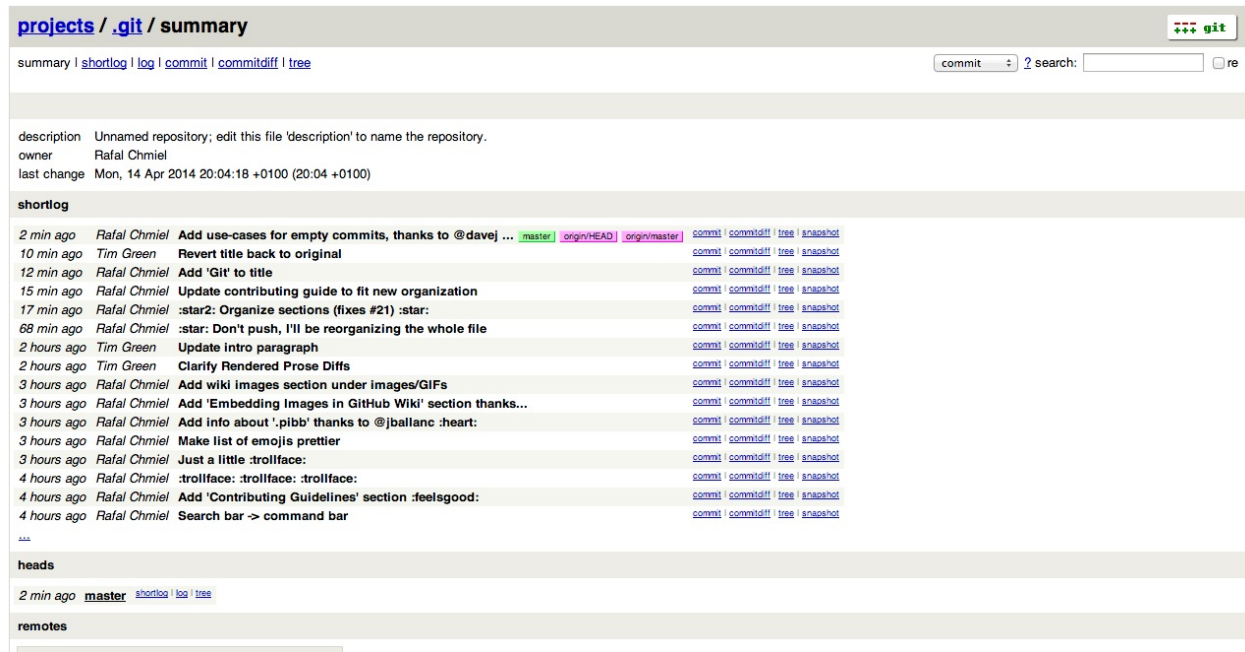 projects / .git / summary
git
summary | shortlog | log | commit | commitdiff | tree
commit ? search: re
description Unnamed repository; edit this file 'description' to name the repository.
owner Rafal Chmiel
last change Mon, 14 Apr 2014 20:04:18 +0100 (20:04 +0100)
shortlog
2 min ago Rafal Chmiel Add use-cases for empty commits, thanks to @davej ... master origin/HEAD origin/master commit | commitdiff | tree | snapshot
10 min ago Tim Green Revert title back to original commit | commitdiff | tree | snapshot
12 min ago Rafal Chmiel Add 'Git' to title commit | commitdiff | tree | snapshot
15 min ago Rafal Chmiel Update contributing guide to fit new organization commit | commitdiff | tree | snapshot
17 min ago Rafal Chmiel :star2: Organize sections (fixes #21) :star: commit | commitdiff | tree | snapshot
68 min ago Rafal Chmiel :star: Don't push, I'll be reorganizing the whole file commit | commitdiff | tree | snapshot
2 hours ago Tim Green Update intro paragraph commit | commitdiff | tree | snapshot
2 hours ago Tim Green Clarify Rendered Prose Diffs commit | commitdiff | tree | snapshot
3 hours ago Rafal Chmiel Add wiki images section under images/GIFs commit | commitdiff | tree | snapshot
3 hours ago Rafal Chmiel Add 'Embedding Images in GitHub Wiki' section thanks... commit | commitdiff | tree | snapshot
3 hours ago Rafal Chmiel Add info about '.pibb' thanks to @jballanc :heart: commit | commitdiff | tree | snapshot
3 hours ago Rafal Chmiel Make list of emojis prettier commit | commitdiff | tree | snapshot
3 hours ago Rafal Chmiel Just a little :trollface: commit | commitdiff | tree | snapshot
4 hours ago Rafal Chmiel :trollface: :trollface: :trollface: commit | commitdiff | tree | snapshot
4 hours ago Rafal Chmiel Add 'Contributing Guidelines' section :feelsgood: commit | commitdiff | tree | snapshot
4 hours ago Rafal Chmiel Search bar -> command bar commit | commitdiff | tree | snapshot
...
heads
2 min ago master shortlog | log | tree
remotes